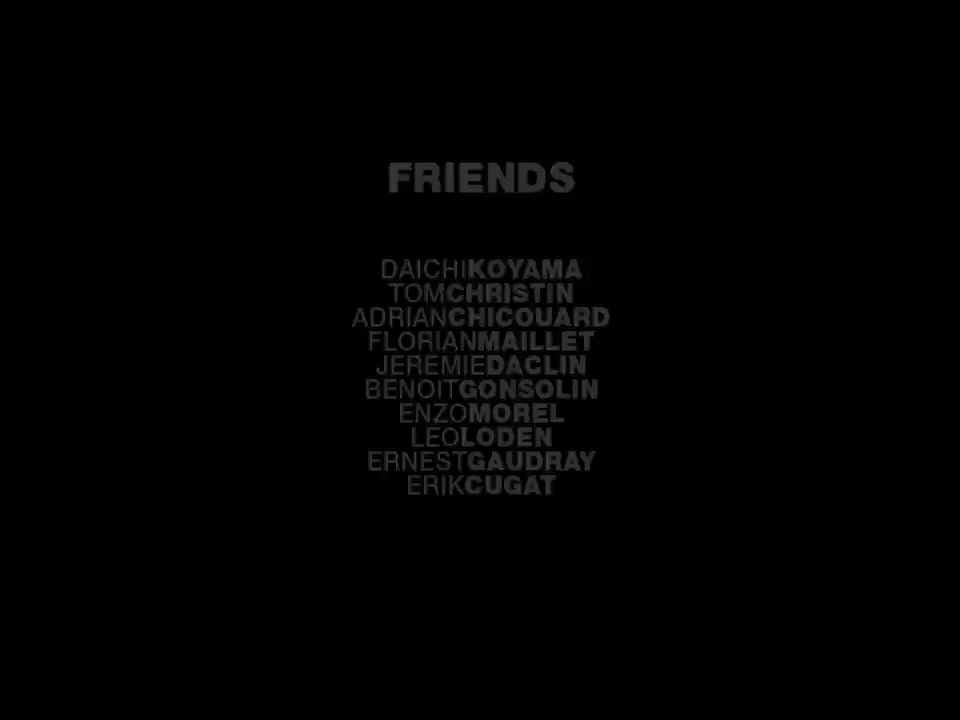 FRIENDS
DAICHIKOYAMA
TOMCHRISTIN
ADRIANCHICOUARD
FLORIANMAILLET
JEREMIEDACLIN
BENOITGONSOLIN
ENZOMOREL
LEOLODEN
ERNESTGAUDRAY
ERIKCUGAT